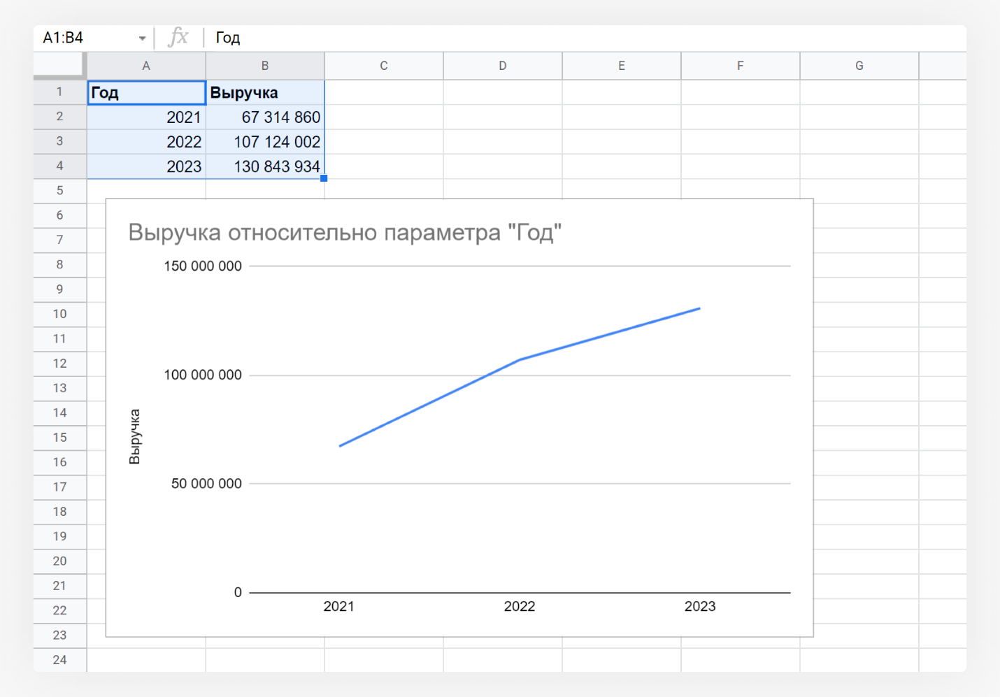 A1:B4 fx Год
A B C D E F G
1 Год Выручка
2 2021 67 314 860
3 2022 107 124 002
4 2023 130 843 934
5
6
7
8
9
10
11
12
13
14
15
16
17
18
19
20
21
22
23
24
Выручка относительно параметра "Год"
150 000 000
100 000 000
50 000 000
0
Выручка
2021 2022 2023